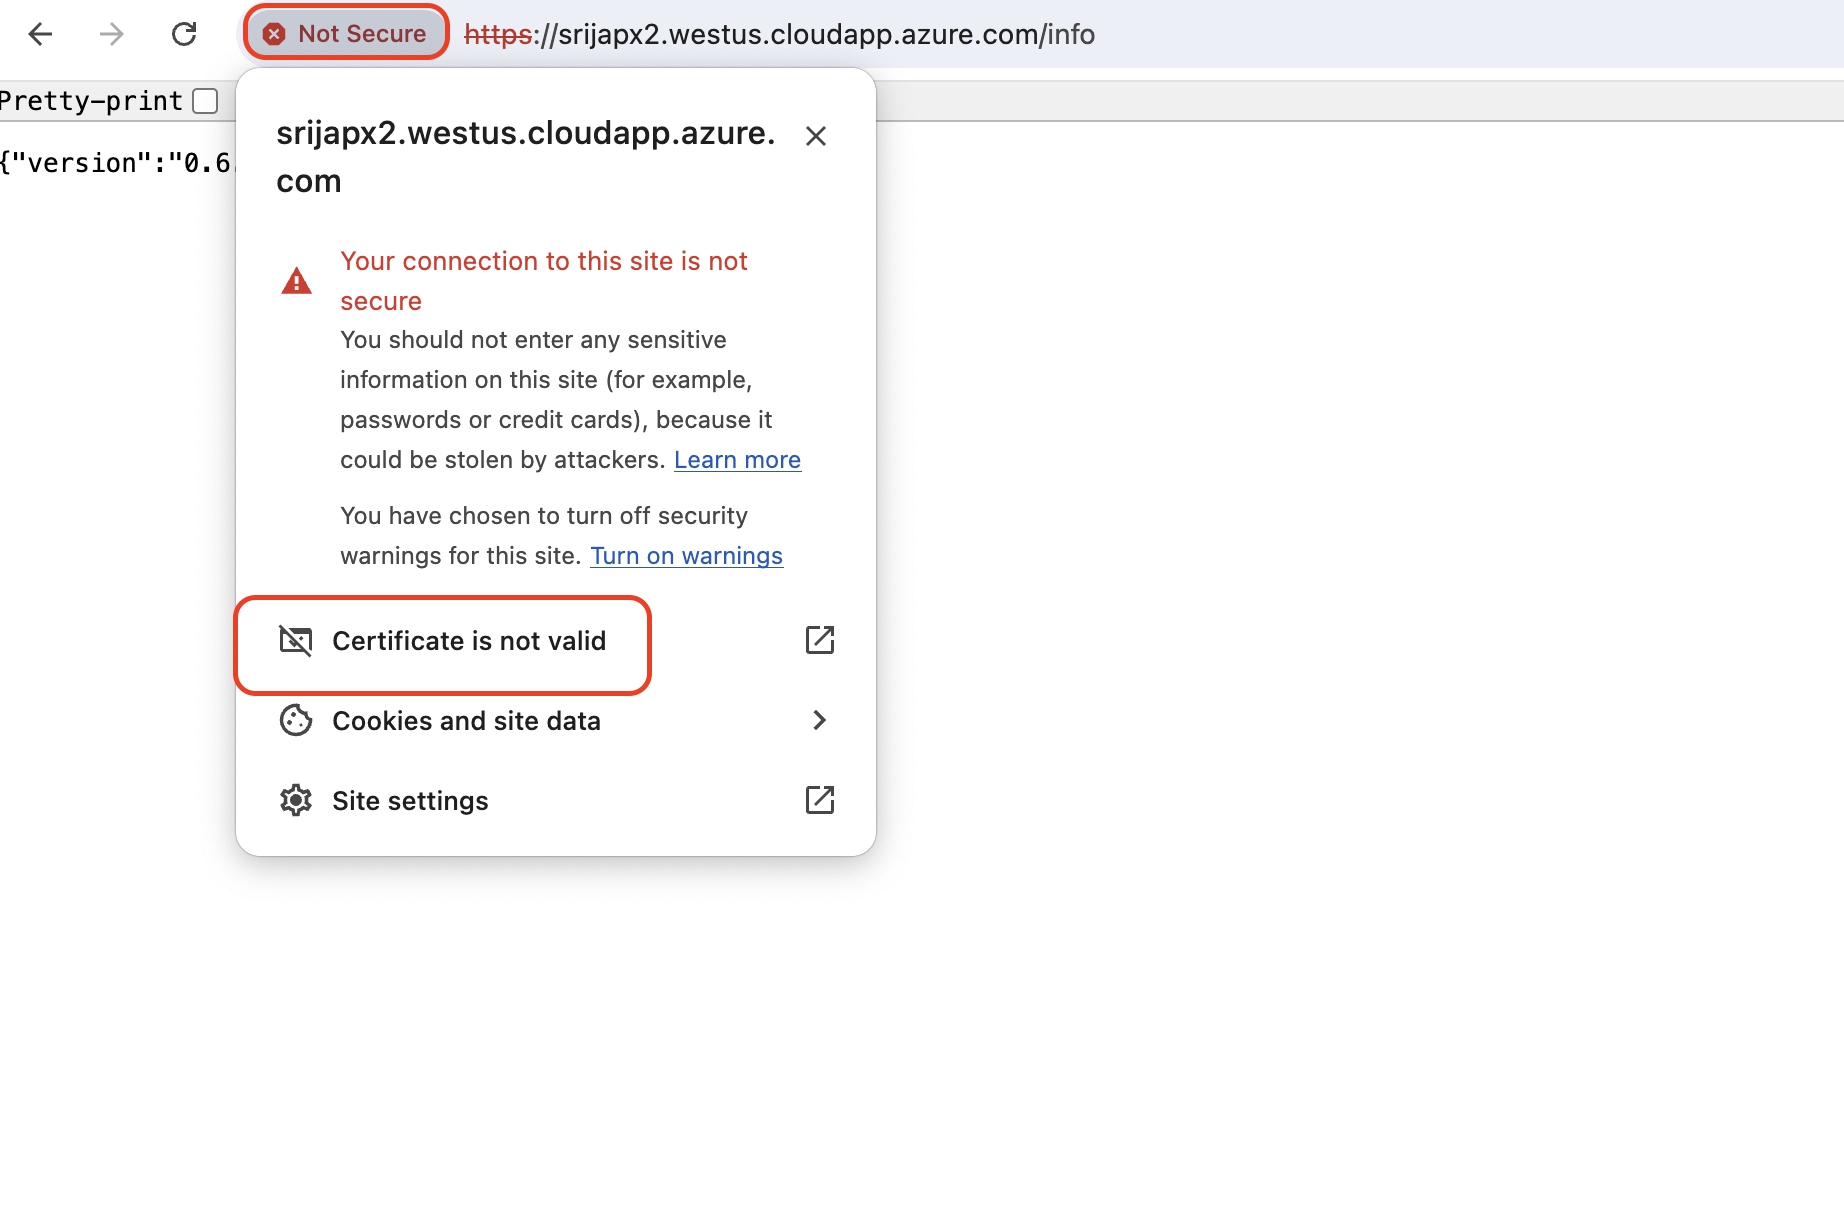 Not Secure https://srijapx2.westus.cloudapp.azure.com/info
Pretty-print
{"version":"0.6
srijapx2.westus.cloudapp.azure.
com
Your connection to this site is not
secure
You should not enter any sensitive
information on this site (for example,
passwords or credit cards), because it
could be stolen by attackers. Learn more
You have chosen to turn off security
warnings for this site. Turn on warnings
Certificate is not valid
Cookies and site data
Site settings